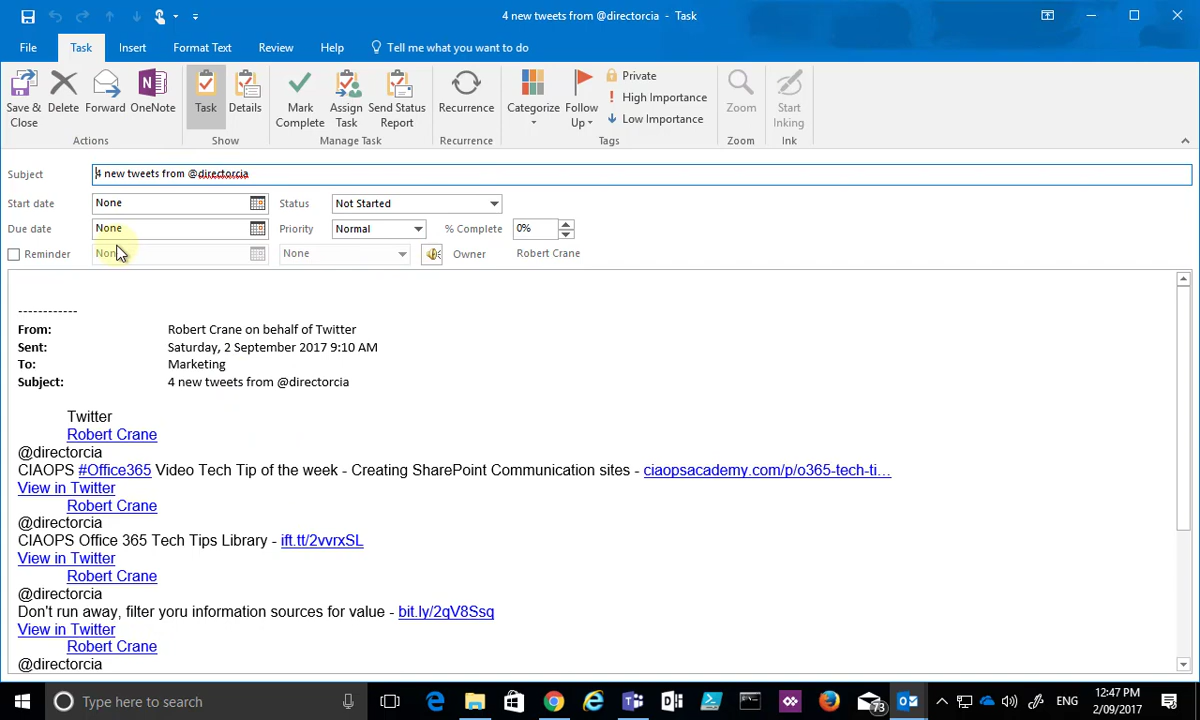 4 new tweets from @directorcia - Task
File Task Insert Format Text Review Help Tell me what you want to do
Save & Close Delete Forward OneNote Task Details Mark Complete Assign Task Send Status Report Recurrence Categorize Follow Up Private High Importance Low Importance Zoom Start Inking
Actions Show Manage Task Recurrence Tags Zoom Ink
Subject 4 new tweets from @directorcia
Start date None Status Not Started
Due date None Priority Normal % Complete 0%
Reminder None None Owner Robert Crane
------------
From: Robert Crane on behalf of Twitter
Sent: Saturday, 2 September 2017 9:10 AM
To: Marketing
Subject: 4 new tweets from @directorcia
Twitter
Robert Crane
@directorcia
CIAOPS #Office365 Video Tech Tip of the week - Creating SharePoint Communication sites - ciaopsacademy.com/p/o365-tech-ti…
View in Twitter
Robert Crane
@directorcia
CIAOPS Office 365 Tech Tips Library - ift.tt/2vvrxSL
View in Twitter
Robert Crane
@directorcia
Don't run away, filter yoru information sources for value - bit.ly/2qV8Ssq
View in Twitter
Robert Crane
@directorcia
Type here to search 73 ENG 12:47 PM
2/09/2017